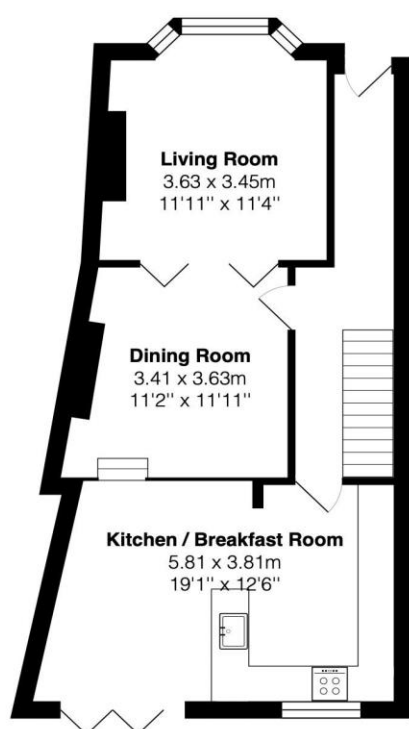 Living Room
3.63 x 3.45m
11'11'' x 11'4''
Dining Room
3.41 x 3.63m
11'2'' x 11'11''
Kitchen / Breakfast Room
5.81 x 3.81m
19'1'' x 12'6''